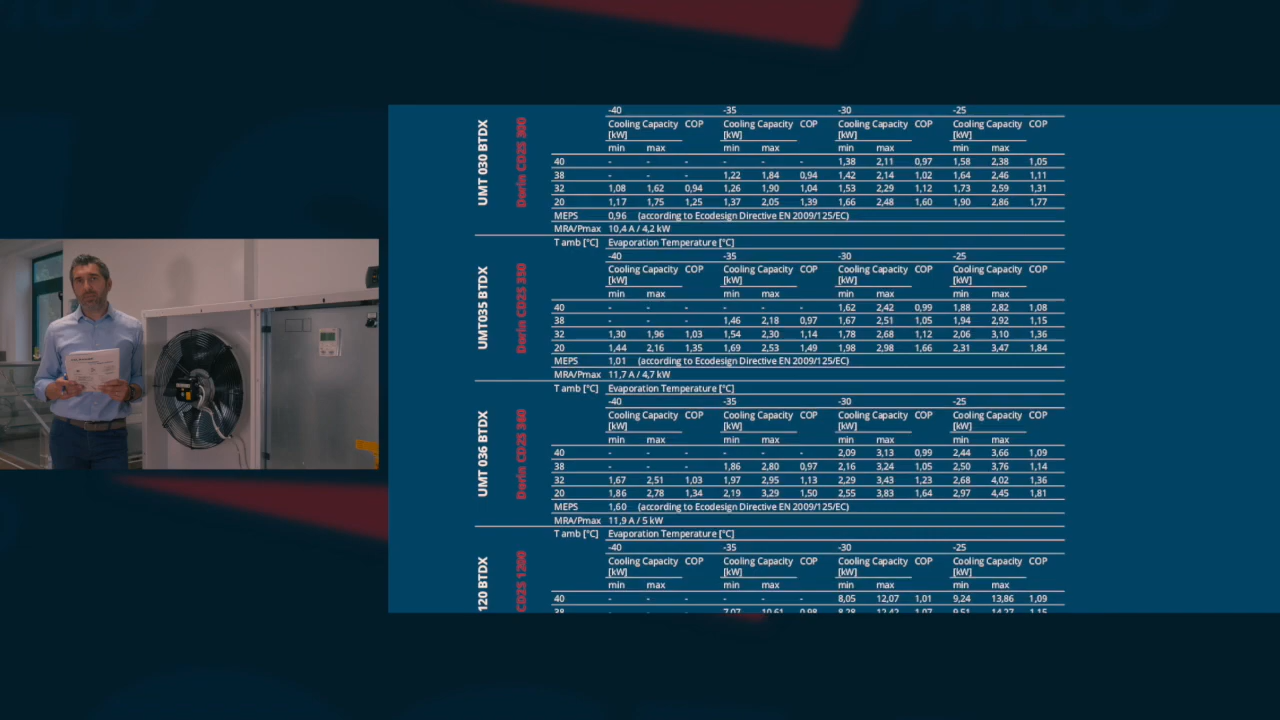 -40 -35 -30 -25
Cooling Capacity COP Cooling Capacity COP Cooling Capacity COP Cooling Capacity COP
[kW] [kW] [kW] [kW]
min max min max min max min max
UMT 030 BTDX
Dorin CD2S 300
40 - - - - - - 1,38 2,11 0,97 1,58 2,38 1,05
38 - - - 1,22 1,84 0,94 1,42 2,14 1,02 1,64 2,46 1,11
32 1,08 1,62 0,94 1,26 1,90 1,04 1,53 2,29 1,12 1,73 2,59 1,31
20 1,17 1,75 1,25 1,37 2,05 1,39 1,66 2,48 1,60 1,90 2,86 1,77
MEPS 0,96 (according to Ecodesign Directive EN 2009/125/EC)
MRA/Pmax 10,4 A / 4,2 kW
T amb [°C] Evaporation Temperature [°C]
-40 -35 -30 -25
Cooling Capacity COP Cooling Capacity COP Cooling Capacity COP Cooling Capacity COP
[kW] [kW] [kW] [kW]
min max min max min max min max
UMT035 BTDX
Dorin CD2S 350
40 - - - - - - 1,62 2,42 0,99 1,88 2,82 1,08
38 - - - 1,46 2,18 0,97 1,67 2,51 1,05 1,94 2,92 1,15
32 1,30 1,96 1,03 1,54 2,30 1,14 1,78 2,68 1,12 2,06 3,10 1,36
20 1,44 2,16 1,35 1,69 2,53 1,49 1,98 2,98 1,66 2,31 3,47 1,84
MEPS 1,01 (according to Ecodesign Directive EN 2009/125/EC)
MRA/Pmax 11,7 A / 4,7 kW
T amb [°C] Evaporation Temperature [°C]
-40 -35 -30 -25
Cooling Capacity COP Cooling Capacity COP Cooling Capacity COP Cooling Capacity COP
[kW] [kW] [kW] [kW]
min max min max min max min max
UMT 036 BTDX
Dorin CD2S 360
40 - - - - - - 2,09 3,13 0,99 2,44 3,66 1,09
38 - - - 1,86 2,80 0,97 2,16 3,24 1,05 2,50 3,76 1,14
32 1,67 2,51 1,03 1,97 2,95 1,13 2,29 3,43 1,23 2,68 4,02 1,36
20 1,86 2,78 1,34 2,19 3,29 1,50 2,55 3,83 1,64 2,97 4,45 1,81
MEPS 1,60 (according to Ecodesign Directive EN 2009/125/EC)
MRA/Pmax 11,9 A / 5 kW
T amb [°C] Evaporation Temperature [°C]
-40 -35 -30 -25
Cooling Capacity COP Cooling Capacity COP Cooling Capacity COP Cooling Capacity COP
[kW] [kW] [kW] [kW]
min max min max min max min max
120 BTDX
CD2S 1200
40 - - - - - - 8,05 12,07 1,01 9,24 13,86 1,09